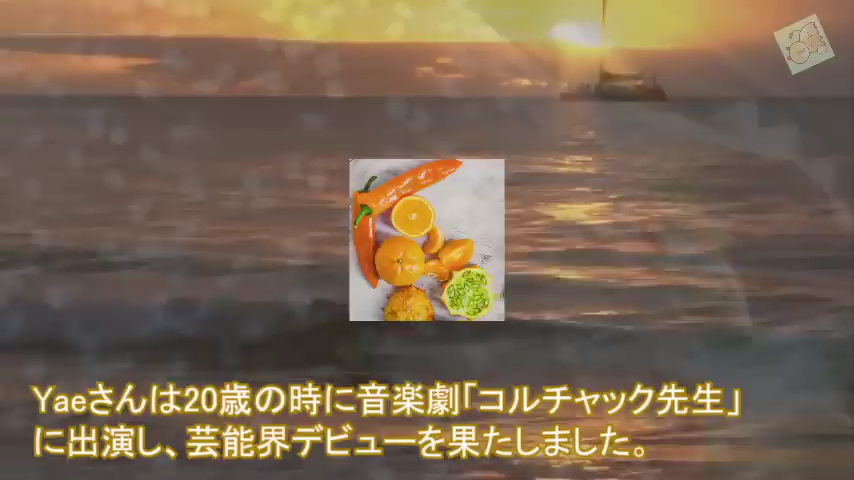 Yaeさんは20歳の時に音楽劇「コルチャック先生」
に出演し、芸能界デビューを果たしました。